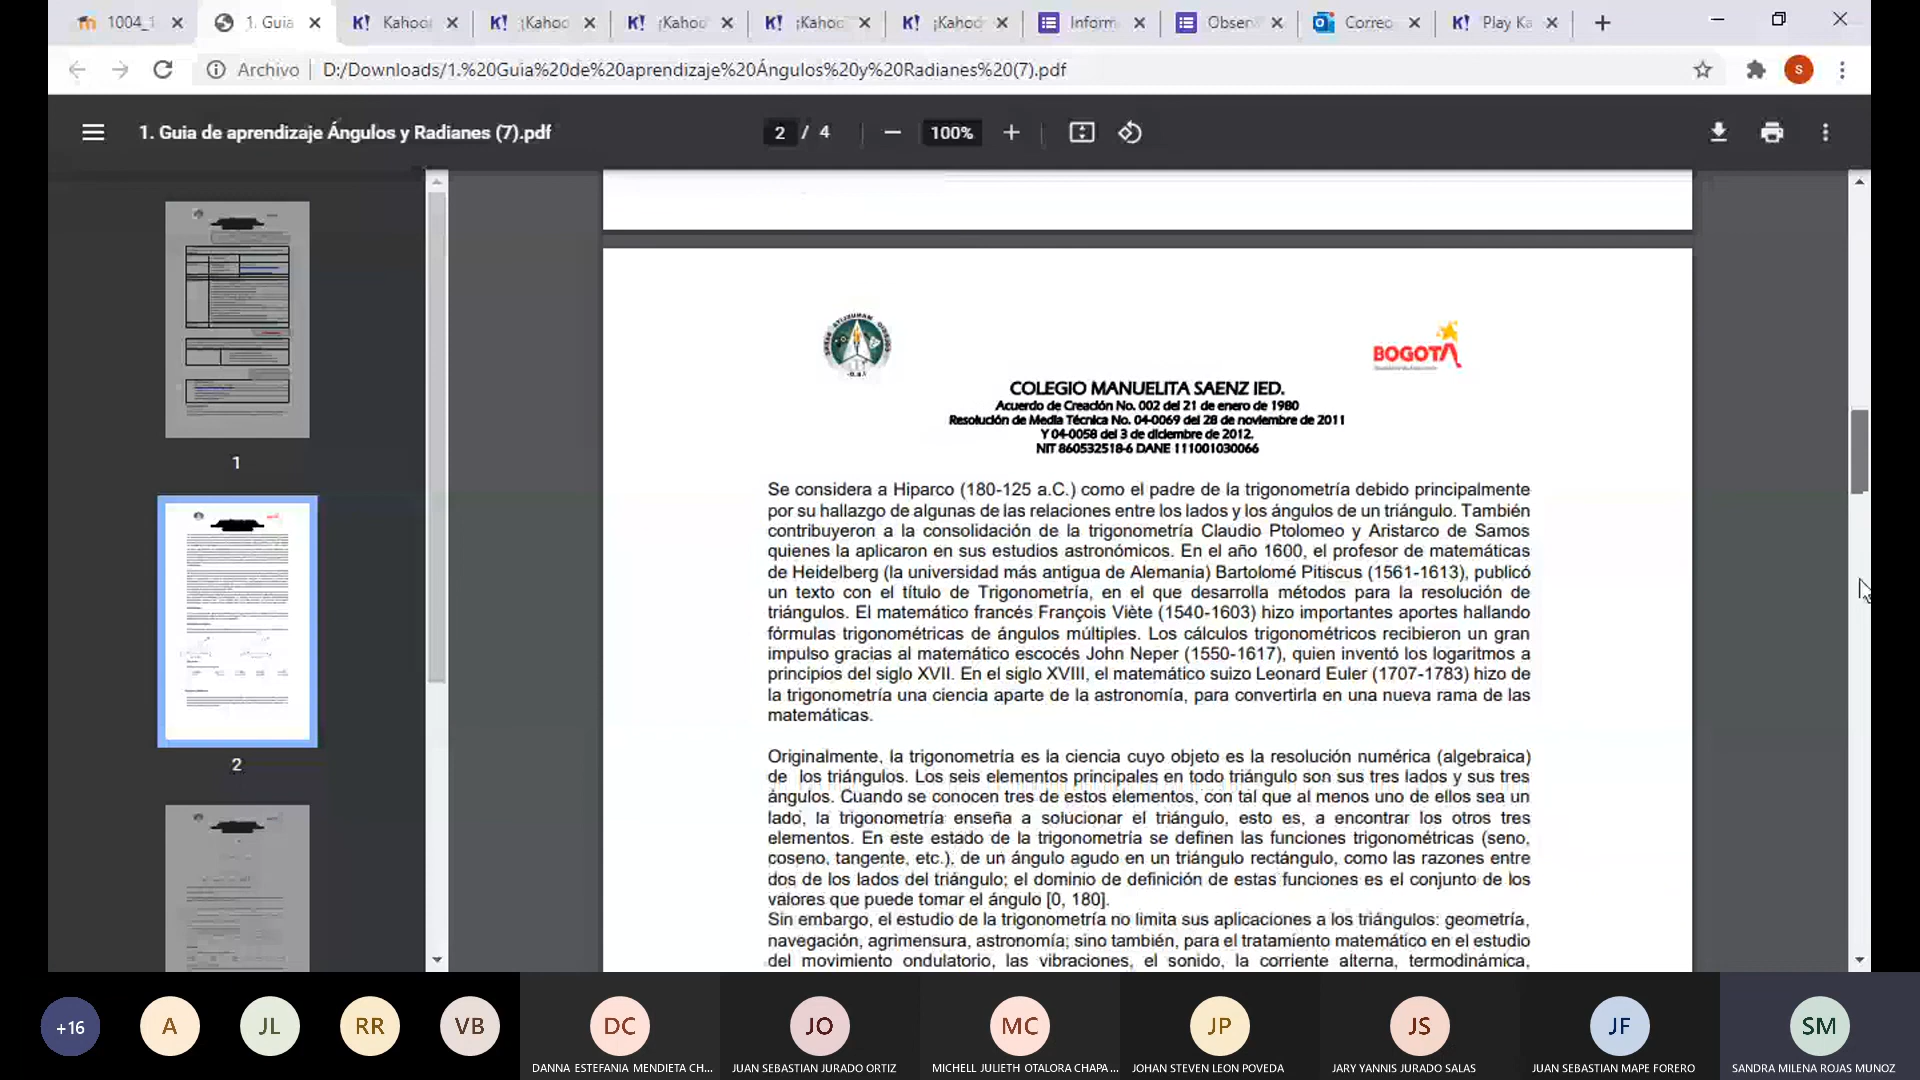 1004_1
1. Guia
Kahoo
¡Kahoo
¡Kahoo
¡Kahoo
¡Kahoo
Inform
Obser
Correo
Play Ka
Archivo
D:/Downloads/1.%20Guia%20de%20aprendizaje%20Ángulos%20y%20Radianes%20(7).pdf
S
1. Guia de aprendizaje Ángulos y Radianes (7).pdf
2 / 4
100%
1
2
BOGOTA
COLEGIO MANUELITA SAENZ IED.
Acuerdo de Creación No. 002 del 21 de enero de 1980
Resolución de Media Técnica No. 04-0069 del 28 de noviembre de 2011
Y 04-0058 del 3 de diciembre de 2012.
NIT 860532518-6 DANE 111001030066
Se considera a Hiparco (180-125 a.C.) como el padre de la trigonometría debido principalmente
por su hallazgo de algunas de las relaciones entre los lados y los ángulos de un triángulo. También
contribuyeron a la consolidación de la trigonometría Claudio Ptolomeo y Aristarco de Samos
quienes la aplicaron en sus estudios astronómicos. En el año 1600, el profesor de matemáticas
de Heidelberg (la universidad más antigua de Alemania) Bartolomé Pitiscus (1561-1613), publicó
un texto con el título de Trigonometría, en el que desarrolla métodos para la resolución de
triángulos. El matemático francés François Viète (1540-1603) hizo importantes aportes hallando
fórmulas trigonométricas de ángulos múltiples. Los cálculos trigonométricos recibieron un gran
impulso gracias al matemático escocés John Neper (1550-1617), quien inventó los logaritmos a
principios del siglo XVII. En el siglo XVIII, el matemático suizo Leonard Euler (1707-1783) hizo de
la trigonometría una ciencia aparte de la astronomía, para convertirla en una nueva rama de las
matemáticas.
Originalmente, la trigonometría es la ciencia cuyo objeto es la resolución numérica (algebraica)
de los triángulos. Los seis elementos principales en todo triángulo son sus tres lados y sus tres
ángulos. Cuando se conocen tres de estos elementos, con tal que al menos uno de ellos sea un
lado, la trigonometría enseña a solucionar el triángulo, esto es, a encontrar los otros tres
elementos. En este estado de la trigonometría se definen las funciones trigonométricas (seno,
coseno, tangente, etc.), de un ángulo agudo en un triángulo rectángulo, como las razones entre
dos de los lados del triángulo; el dominio de definición de estas funciones es el conjunto de los
valores que puede tomar el ángulo [0, 180].
Sin embargo, el estudio de la trigonometría no limita sus aplicaciones a los triángulos: geometría,
navegación, agrimensura, astronomía; sino también, para el tratamiento matemático en el estudio
del movimiento ondulatorio, las vibraciones, el sonido, la corriente alterna, termodinámica,
+16
A
JL
RR
VB
DC
JO
MC
JP
JS
JF
SM
DANNA ESTEFANIA MENDIETA CH...
JUAN SEBASTIAN JURADO ORTIZ
MICHELL JULIETH OTALORA CHAPA ...
JOHAN STEVEN LEON POVEDA
JARY YANNIS JURADO SALAS
JUAN SEBASTIAN MAPE FORERO
SANDRA MILENA ROJAS MUNOZ